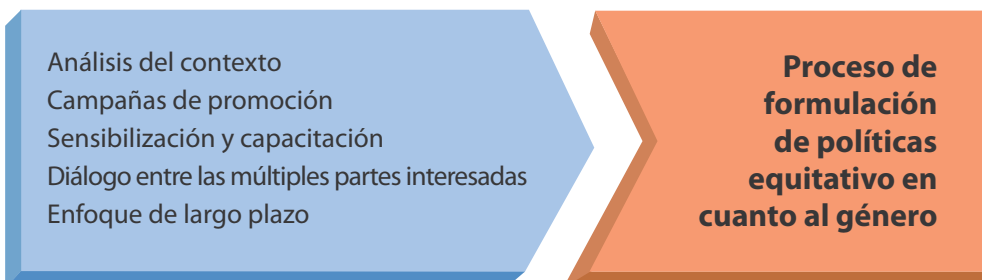 Análisis del contexto
Campañas de promoción
Sensibilización y capacitación
Diálogo entre las múltiples partes interesadas
Enfoque de largo plazo
Proceso de
formulación
de políticas
equitativo en
cuanto al género